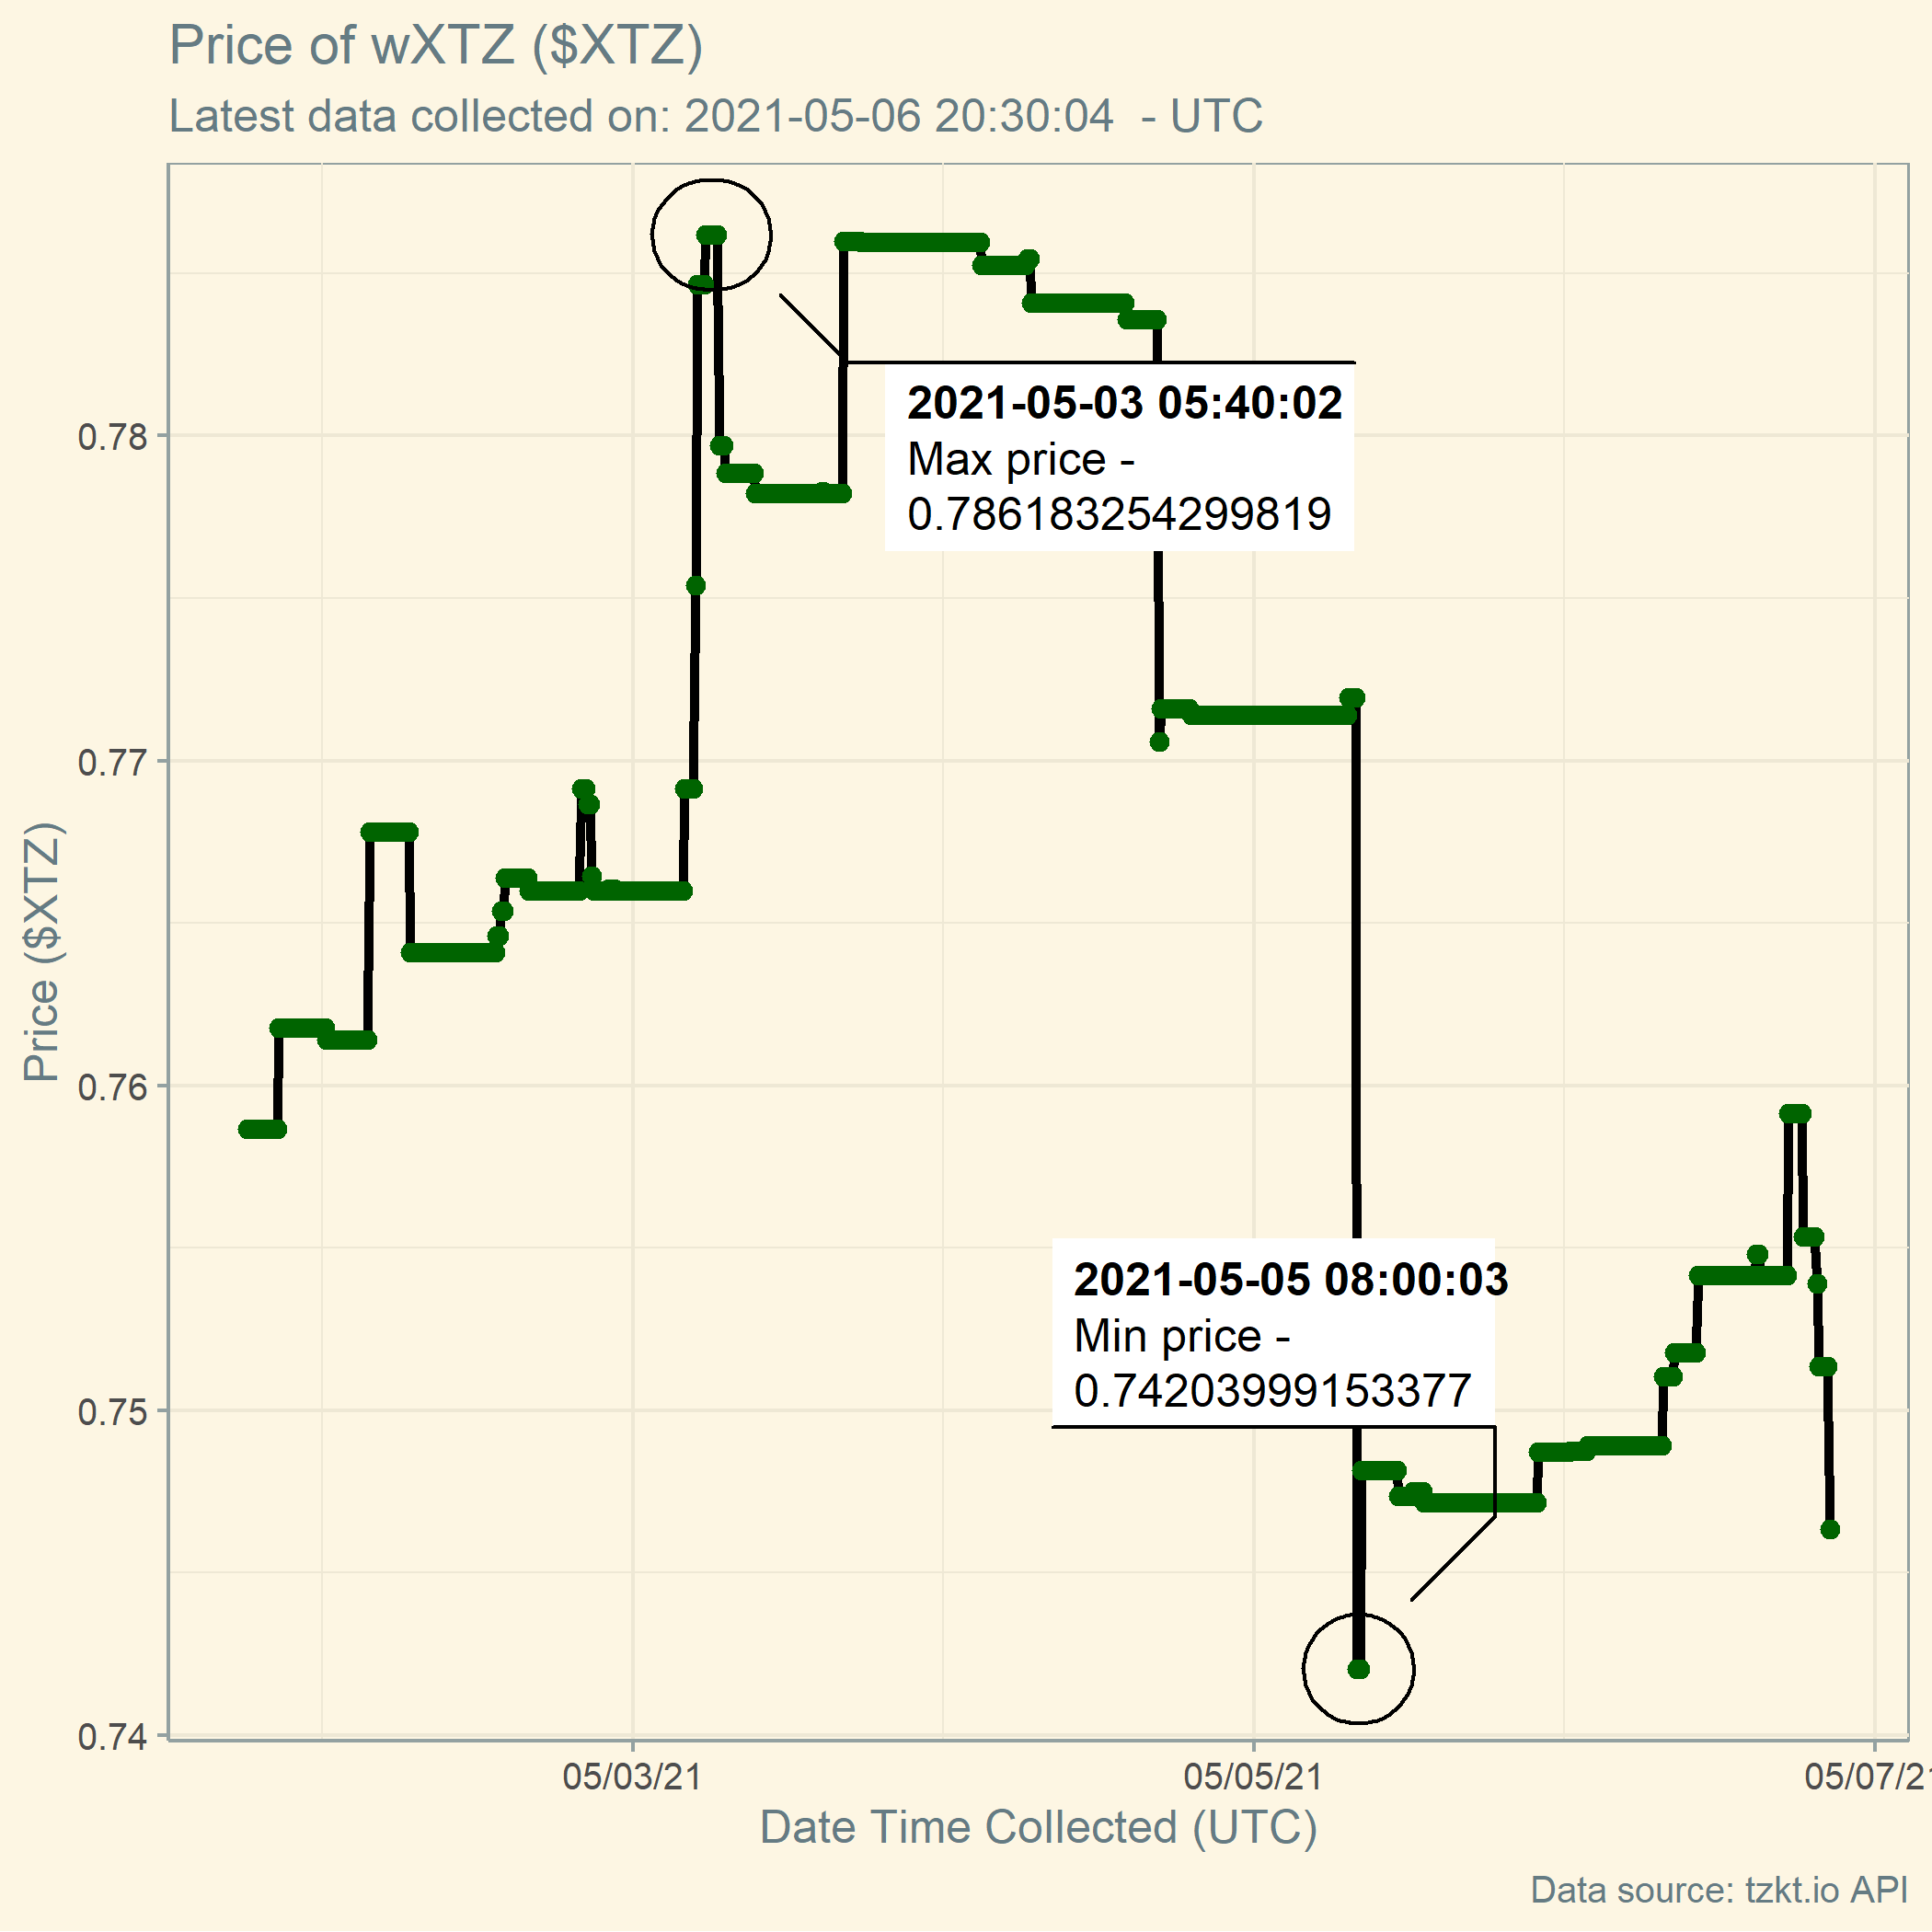 Price of wXTZ ($XTZ)
Latest data collected on: 2021-05-06 20:30:04  - UTC
2021-05-03 05:40:02
Max price -
0.786183254299819
0.78
0.77
Price ($XTZ)
0.76
2021-05-05 08:00:03
Min price -
0.74203999153377
0.75
0.74
05/03/21
05/05/21
05/07/21
Date Time Collected (UTC)
Data source: tzkt.io API